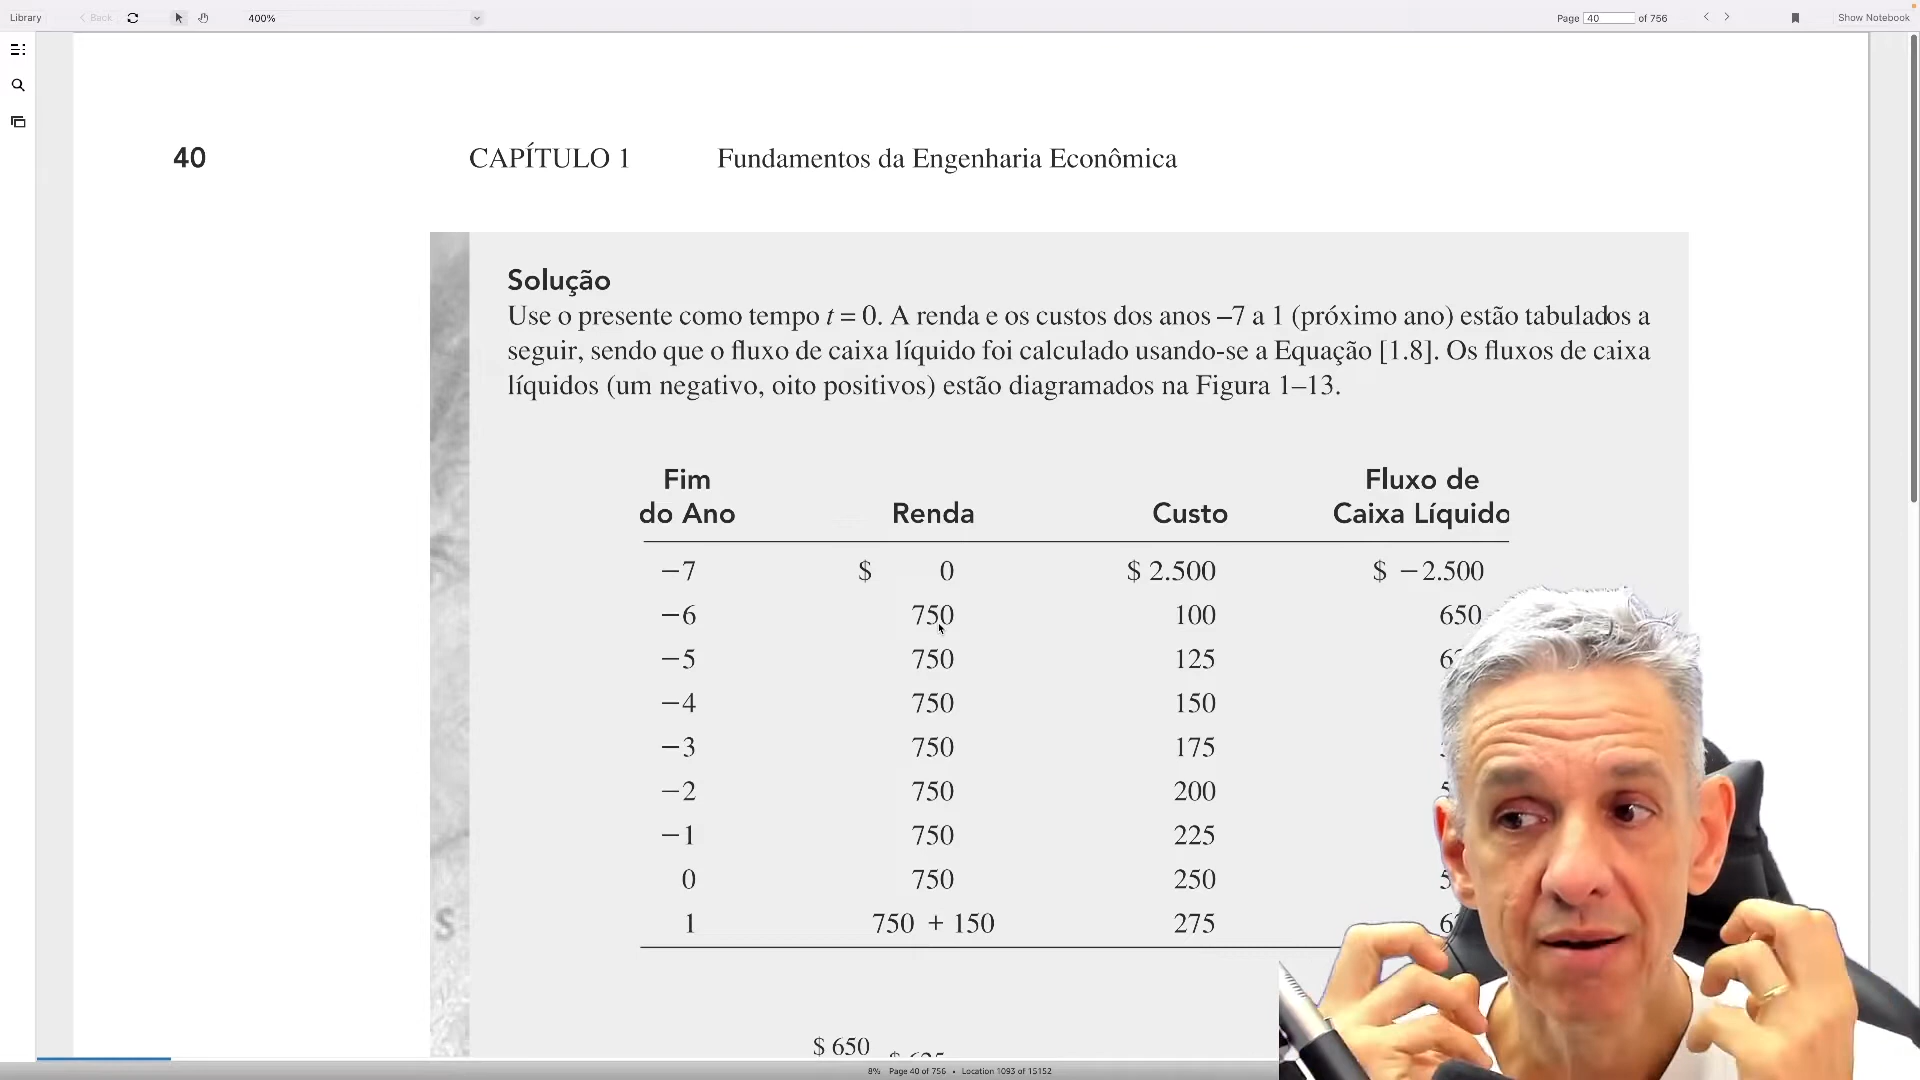 Library
Back
400%
Page 40 of 756
Show Notebook
40 CAPÍTULO 1 Fundamentos da Engenharia Econômica
Solução
Use o presente como tempo t = 0. A renda e os custos dos anos –7 a 1 (próximo ano) estão tabulados a
seguir, sendo que o fluxo de caixa líquido foi calculado usando-se a Equação [1.8]. Os fluxos de caixa
líquidos (um negativo, oito positivos) estão diagramados na Figura 1–13.
Fim Fluxo de
do Ano Renda Custo Caixa Líquido
−7 $ 0 $ 2.500 $ −2.500
−6 750 100 650
−5 750 125
−4 750 150
−3 750 175
−2 750 200
−1 750 225
0 750 250
1 750 + 150 275
$ 650
8% Page 40 of 756 • Location 1093 of 15152